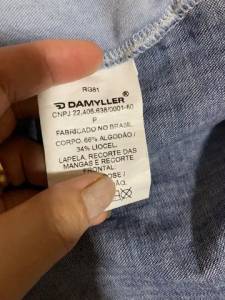 RG81
DAMYLLER®
CNPJ 22.406.638/0001-60
P
FABRICADO NO BRASIL
CORPO: 66% ALGODÃO /
34% LIOCEL.
LAPELA, RECORTE DAS
MANGAS E RECORTE
FRONTAL: